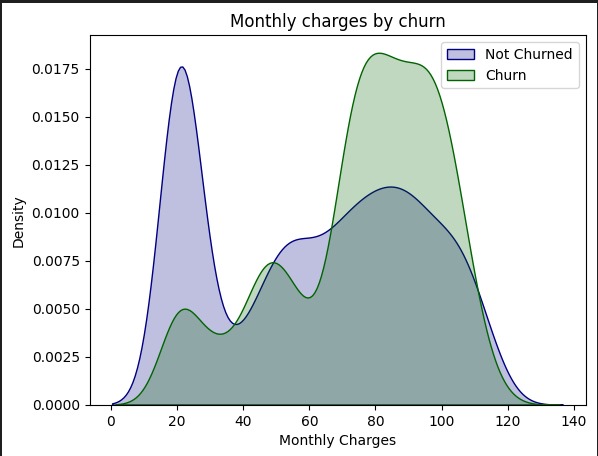 Monthly charges by churn
Not Churned
Churn
0.0175
0.0150
0.0125
0.0100
0.0075
0.0050
0.0025
0.0000
Density
0 20 40 60 80 100 120 140
Monthly Charges